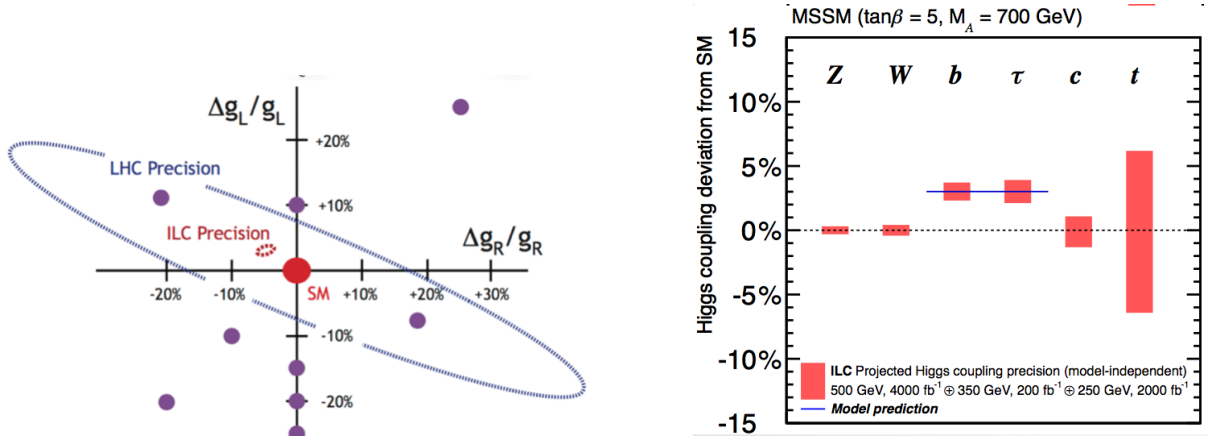 Δg_L/g_L
+20%
LHC Precision
+10%
ILC Precision
Δg_R/g_R
-20%
-10%
SM
+10%
+20%
+30%
-10%
-20%
MSSM (tanβ = 5, M_A = 700 GeV)
Higgs coupling deviation from SM
15
Z W b τ c t
10%
5%
0%
-5%
-10%
-15
ILC Projected Higgs coupling precision (model-independent)
500 GeV, 4000 fb⁻¹ ⊕ 350 GeV, 200 fb⁻¹ ⊕ 250 GeV, 2000 fb⁻¹
Model prediction